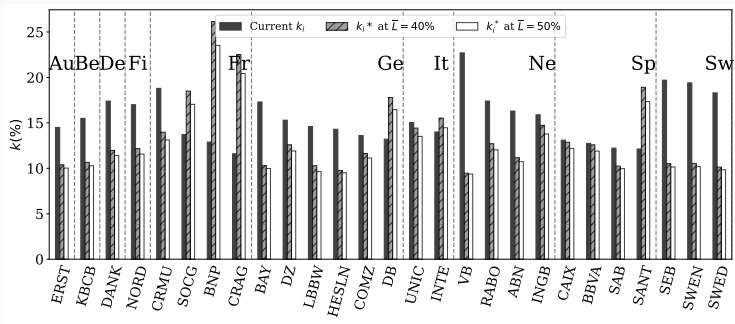 Current kᵢ kᵢ* at L̅ = 40% kᵢ* at L̅ = 50%
25
20
15
10
5
0
k(%)
Au Be De Fi Fr Ge It Ne Sp Sw
ERST KBCB DANK NORD CRMU SOCG BNP CRAG BAY DZ LBBW HESLN COMZ DB UNIC INTE VB RABO ABN INGB CAIX BBVA SAB SANT SEB SWEN SWED